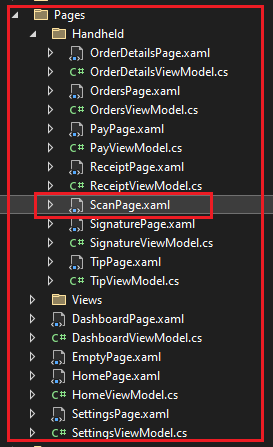 Pages
Handheld
OrderDetailsPage.xaml
C# OrderDetailsViewModel.cs
OrdersPage.xaml
C# OrdersViewModel.cs
PayPage.xaml
C# PayViewModel.cs
ReceiptPage.xaml
C# ReceiptViewModel.cs
ScanPage.xaml
SignaturePage.xaml
C# SignatureViewModel.cs
TipPage.xaml
C# TipViewModel.cs
Views
DashboardPage.xaml
C# DashboardViewModel.cs
EmptyPage.xaml
HomePage.xaml
C# HomeViewModel.cs
SettingsPage.xaml
C# SettingsViewModel.cs